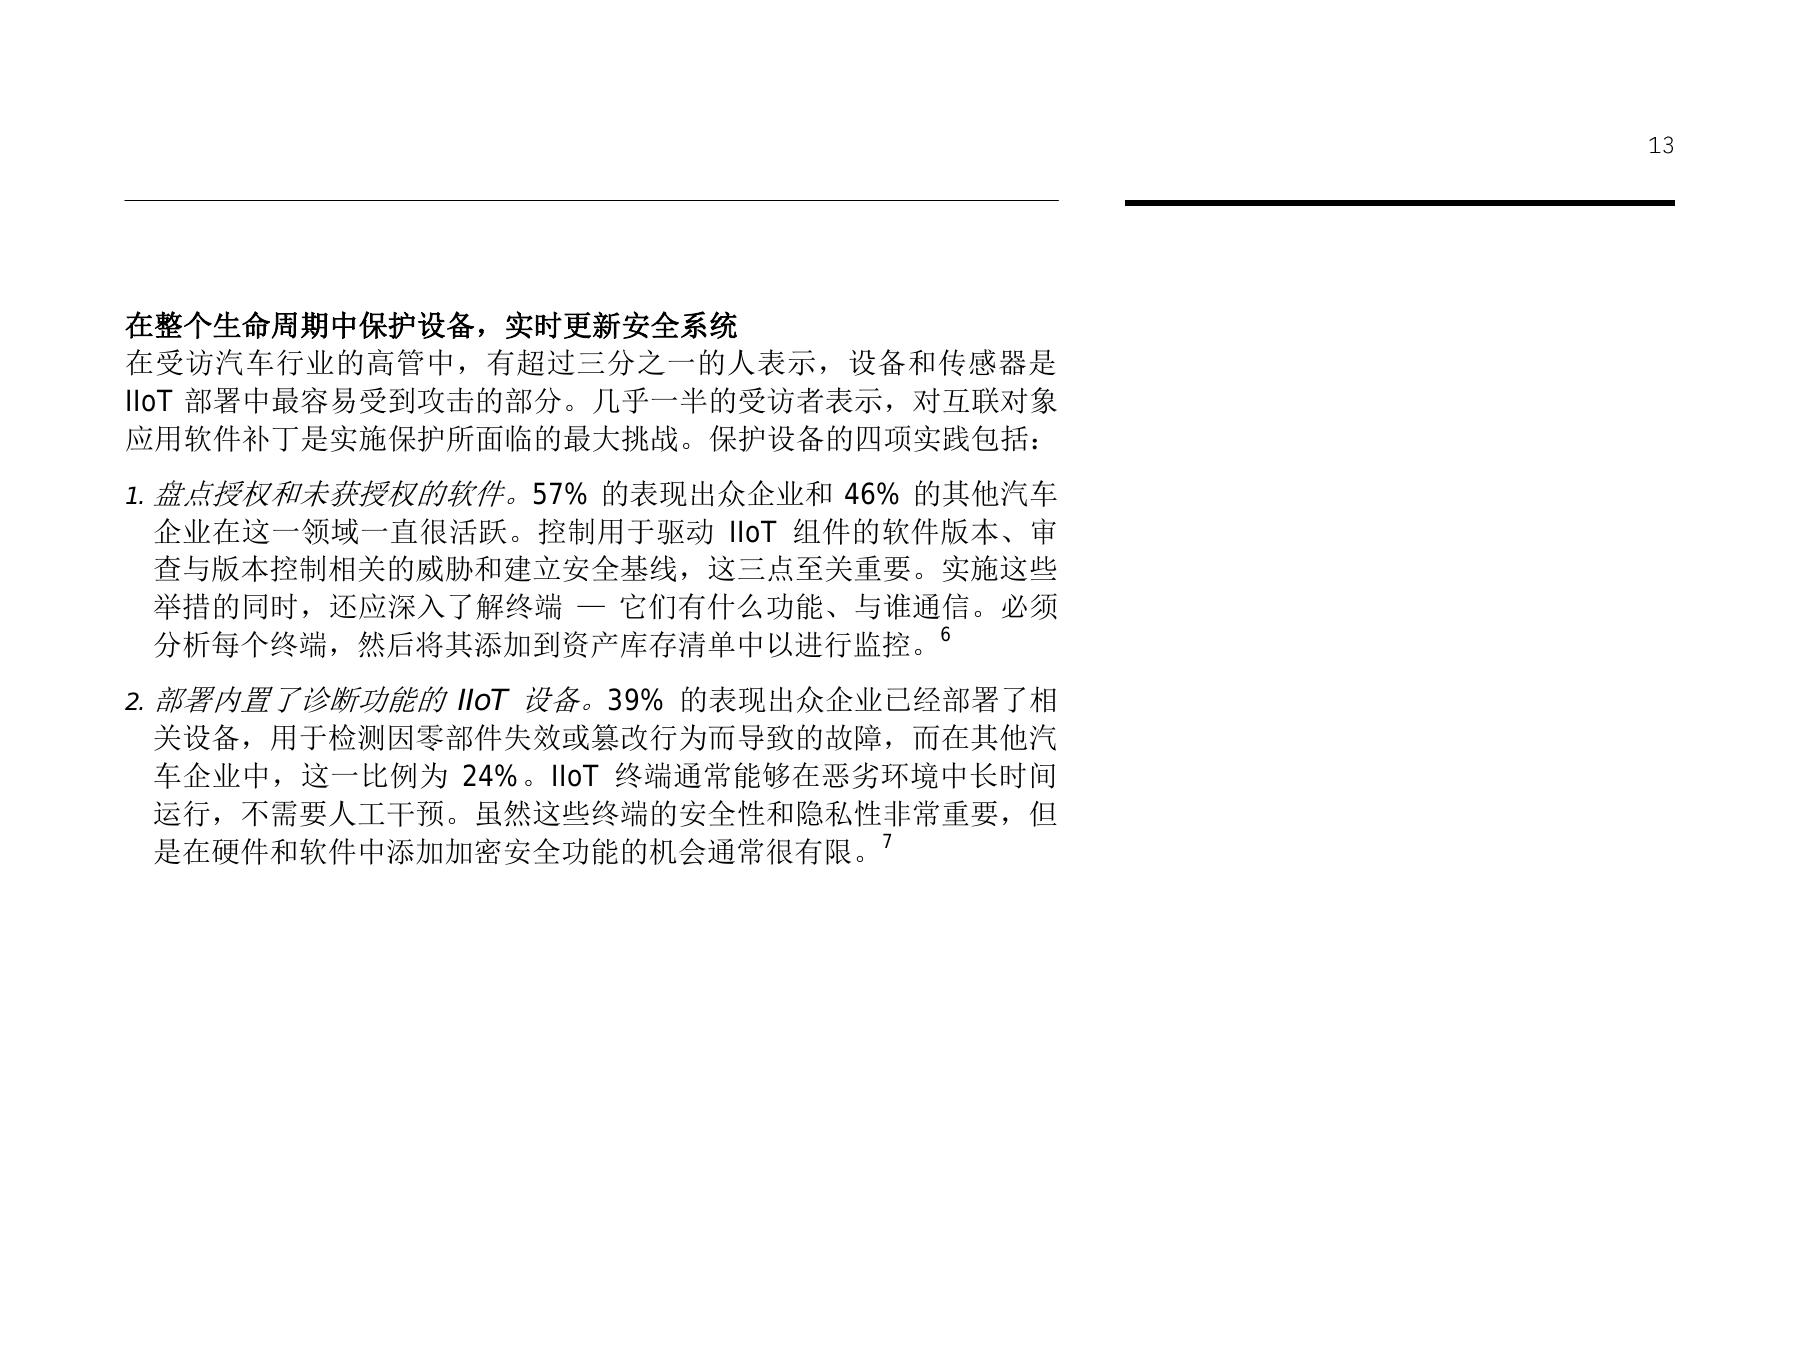 13
在整个生命周期中保护设备，实时更新安全系统
在受访汽车行业的高管中，有超过三分之一的人表示，设备和传感器是
IIoT 部署中最容易受到攻击的部分。几乎一半的受访者表示，对互联对象
应用软件补丁是实施保护所面临的最大挑战。保护设备的四项实践包括：
1. 盘点授权和未获授权的软件。57% 的表现出众企业和 46% 的其他汽车
企业在这一领域一直很活跃。控制用于驱动 IIoT 组件的软件版本、审
查与版本控制相关的威胁和建立安全基线，这三点至关重要。实施这些
举措的同时，还应深入了解终端 — 它们有什么功能、与谁通信。必须
分析每个终端，然后将其添加到资产库存清单中以进行监控。6
2. 部署内置了诊断功能的 IIoT 设备。39% 的表现出众企业已经部署了相
关设备，用于检测因零部件失效或篡改行为而导致的故障，而在其他汽
车企业中，这一比例为 24%。IIoT 终端通常能够在恶劣环境中长时间
运行，不需要人工干预。虽然这些终端的安全性和隐私性非常重要，但
是在硬件和软件中添加加密安全功能的机会通常很有限。7